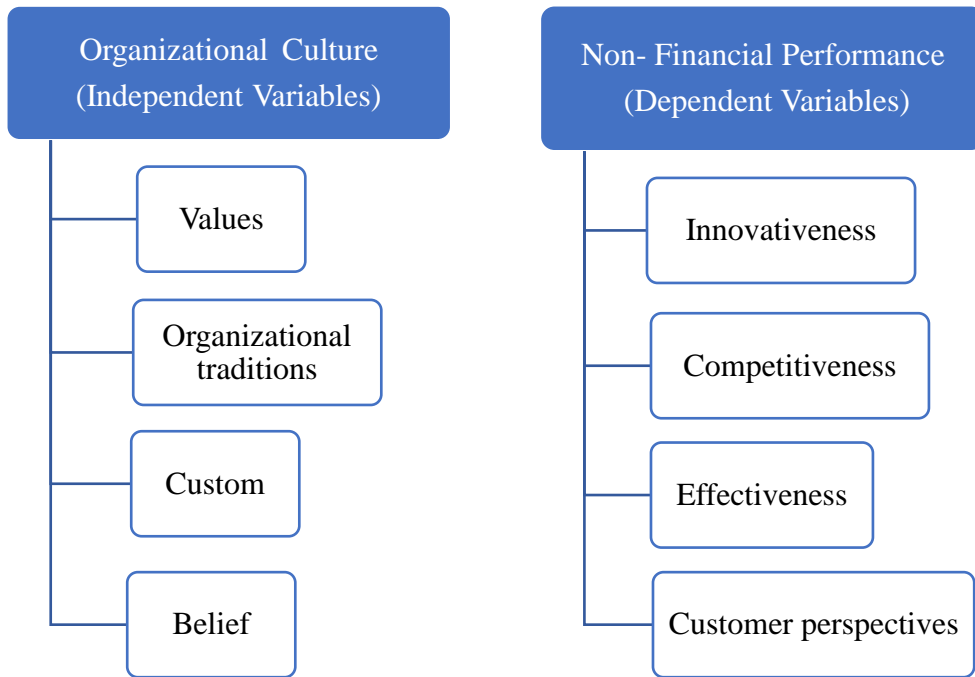 Organizational Culture
(Independent Variables)
Values
Organizational
traditions
Custom
Belief
Non- Financial Performance
(Dependent Variables)
Innovativeness
Competitiveness
Effectiveness
Customer perspectives